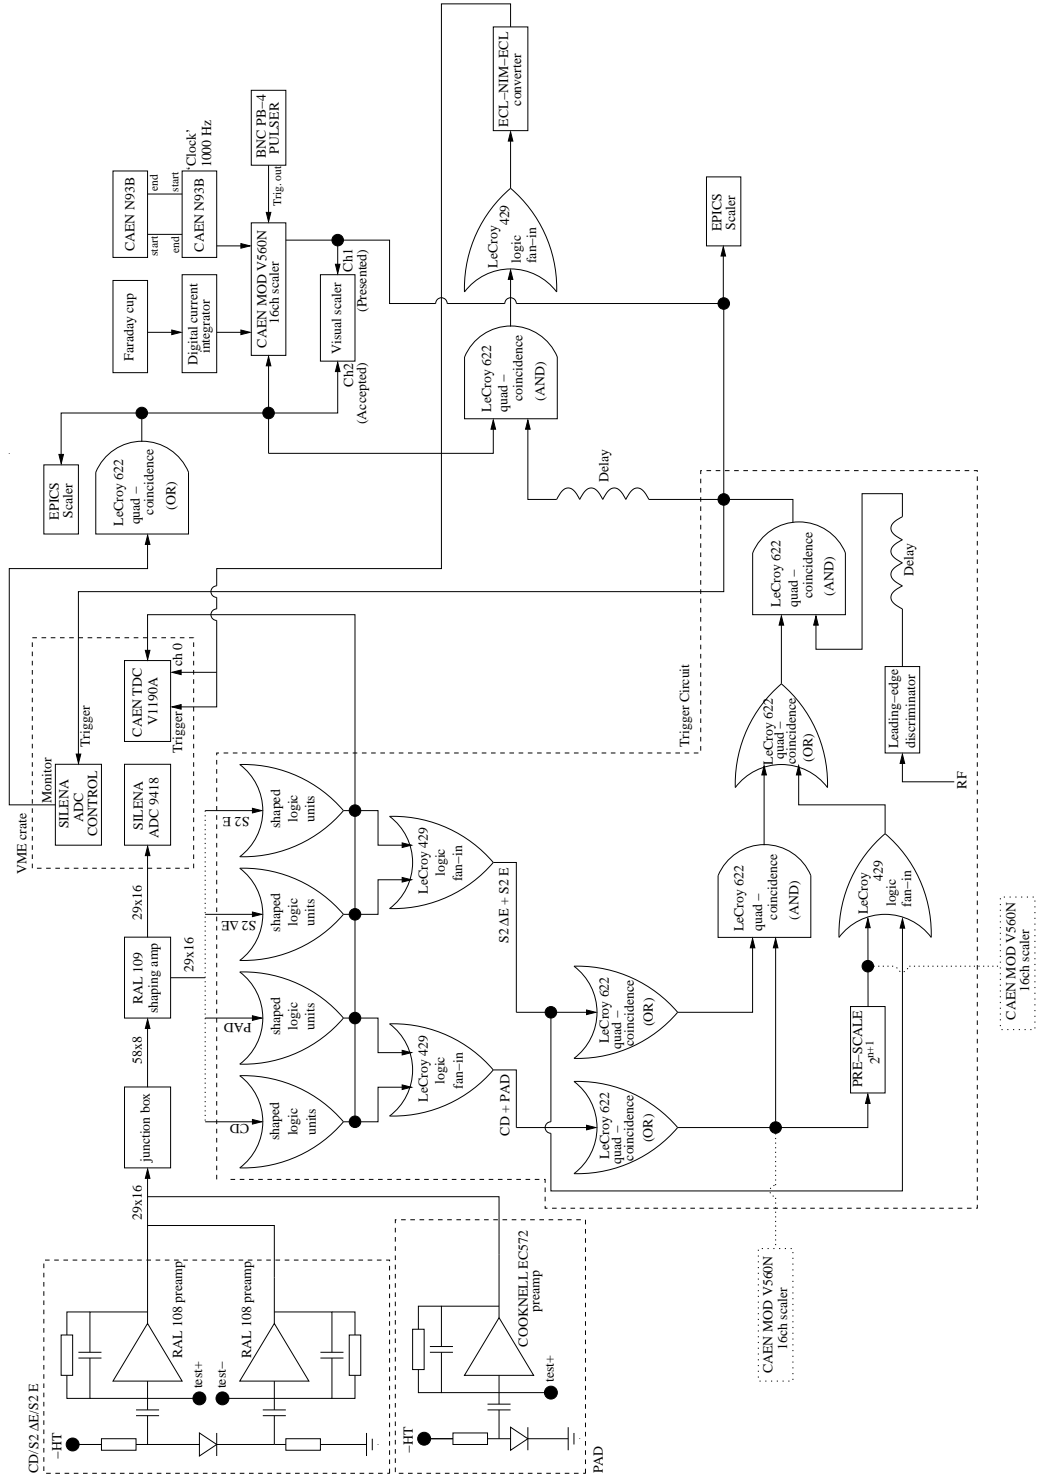 CD/S2 ΔE/S2 E
−HT
RAL 108 preamp
test+
test−
RAL 108 preamp
−HT
COOKNELL EC572
preamp
test+
PAD
29x16
junction box
58x8
RAL 109
shaping amp
29x16
29x16
VME crate
SILENA
ADC 9418
SILENA
ADC
CONTROL
Monitor
Trigger
CAEN TDC
V1190A
Trigger
ch 0
CD
PAD
S2 ΔE
S2 E
shaped
logic
units
shaped
logic
units
shaped
logic
units
shaped
logic
units
LeCroy 429
logic
fan−in
LeCroy 429
logic
fan−in
CD + PAD
S2 ΔE + S2 E
Trigger Circuit
LeCroy 622
quad −
coincidence
(OR)
LeCroy 622
quad −
coincidence
(OR)
LeCroy 622
quad −
coincidence
(AND)
PRE−SCALE
2ⁿ⁺¹
LeCroy
429
logic
fan−in
LeCroy 622
quad −
coincidence
(OR)
LeCroy 622
quad −
coincidence
(AND)
RF
Leading−edge
discriminator
Delay
CAEN MOD V560N
16ch scaler
CAEN MOD V560N
16ch scaler
Delay
EPICS
Scaler
LeCroy 622
quad −
coincidence
(OR)
EPICS
Scaler
Faraday cup
Digital current
integrator
CAEN MOD V560N
16ch scaler
Visual scaler
Ch2
(Accepted)
Ch1
(Presented)
CAEN N93B
start
end
end
start
CAEN N93B
'Clock'
1000 Hz
BNC PB−4
PULSER
Trig. out
LeCroy 622
quad −
coincidence
(AND)
LeCroy
429
logic
fan−in
ECL−NIM−ECL
converter